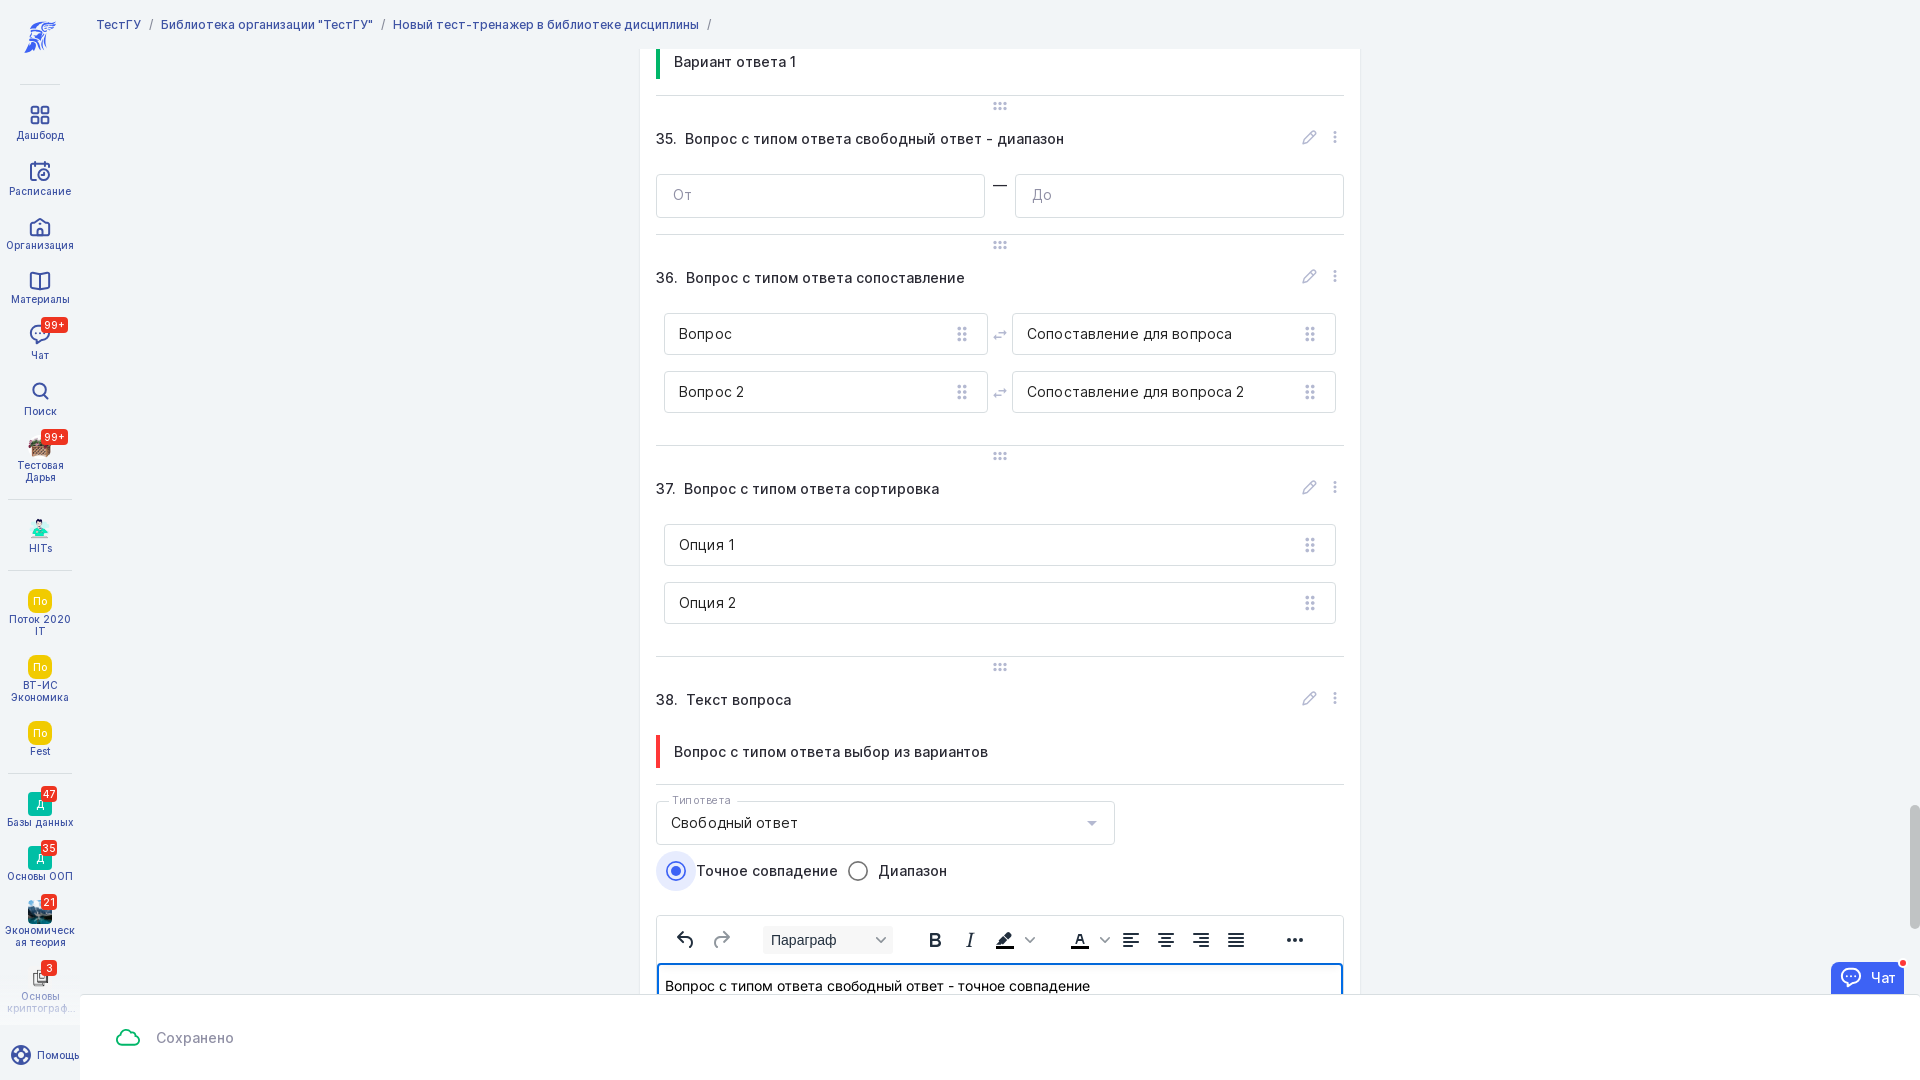 ТестГУ / Библиотека организации "ТестГУ" / Новый тест-тренажер в библиотеке дисциплины /
Дашборд
Расписание
Организация
Материалы
99+
Чат
Поиск
99+
Тестовая
Дарья
HITs
По
Поток 2020
IT
По
ВТ-ИС
Экономика
По
Fest
47
Д
Базы данных
35
Д
Основы ООП
21
Экономическ
ая теория
3
Основы
криптограф...
Помощь
Вариант ответа 1
35. Вопрос с типом ответа свободный ответ - диапазон
От — До
36. Вопрос с типом ответа сопоставление
Вопрос Сопоставление для вопроса
Вопрос 2 Сопоставление для вопроса 2
37. Вопрос с типом ответа сортировка
Опция 1
Опция 2
38. Текст вопроса
Вопрос с типом ответа выбор из вариантов
Тип ответа
Свободный ответ
Точное совпадение Диапазон
Параграф
Вопрос с типом ответа свободный ответ - точное совпадение
Чат
Сохранено